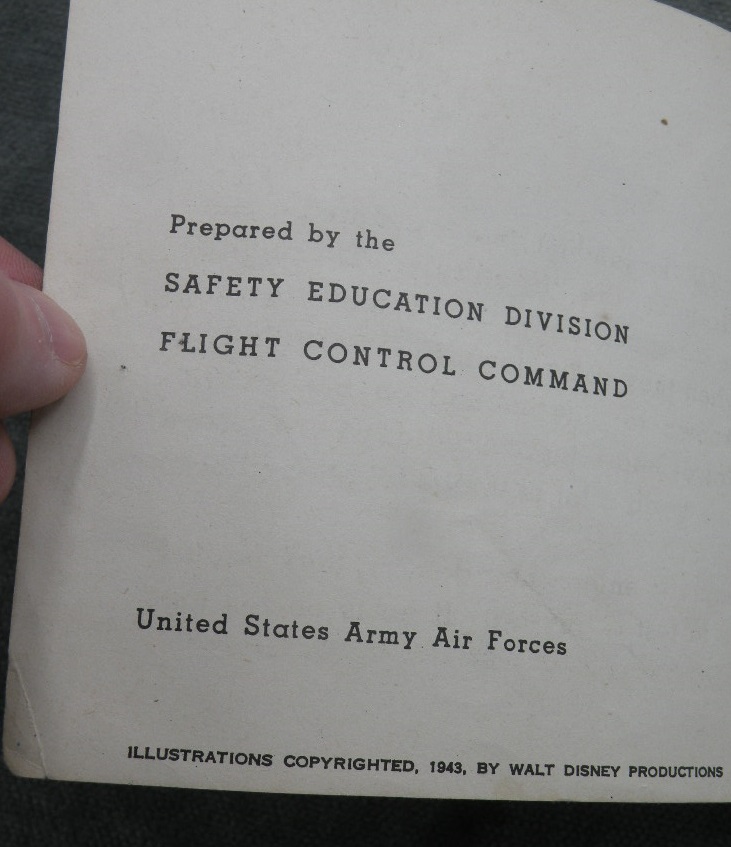 Prepared by the
SAFETY EDUCATION DIVISION
FLIGHT CONTROL COMMAND
United States Army Air Forces
ILLUSTRATIONS COPYRIGHTED, 1943, BY WALT DISNEY PRODUCTIONS